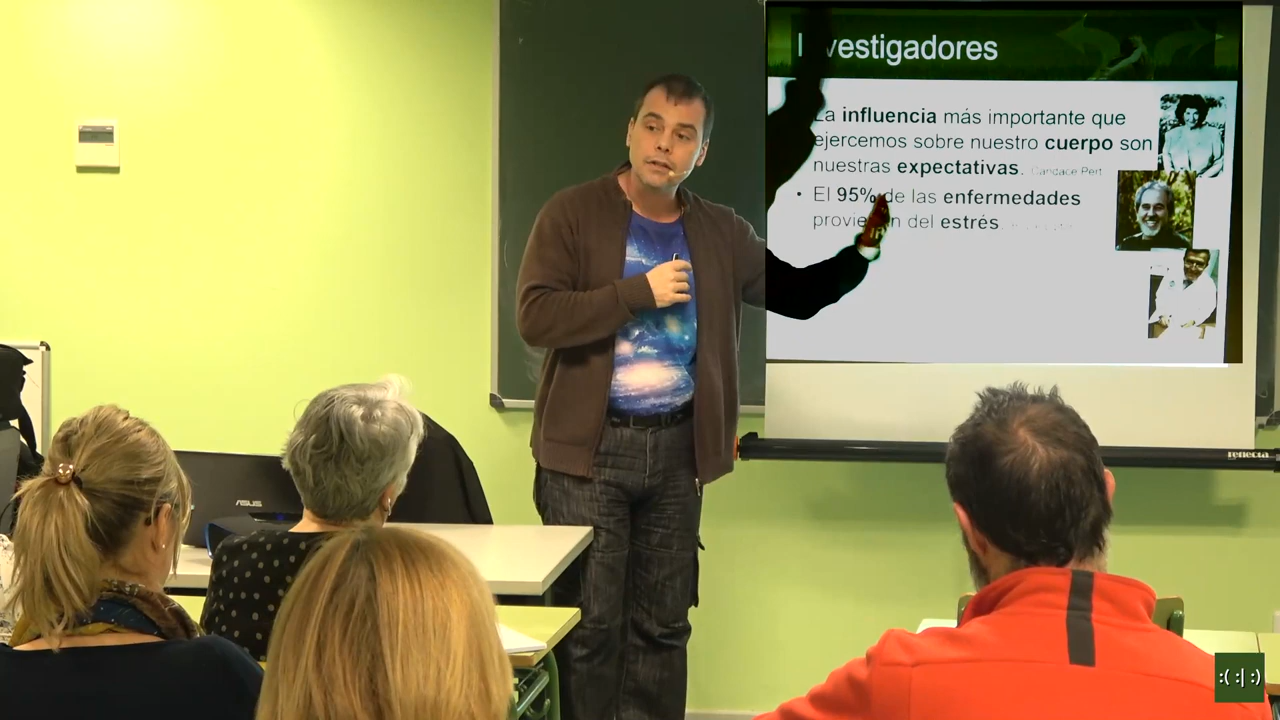 vestigadores
La influencia más importante que
ejercemos sobre nuestro cuerpo son
nuestras expectativas. Candace Pert
• El 95% de las enfermedades
del estrés.
ASUS
:( :| :)